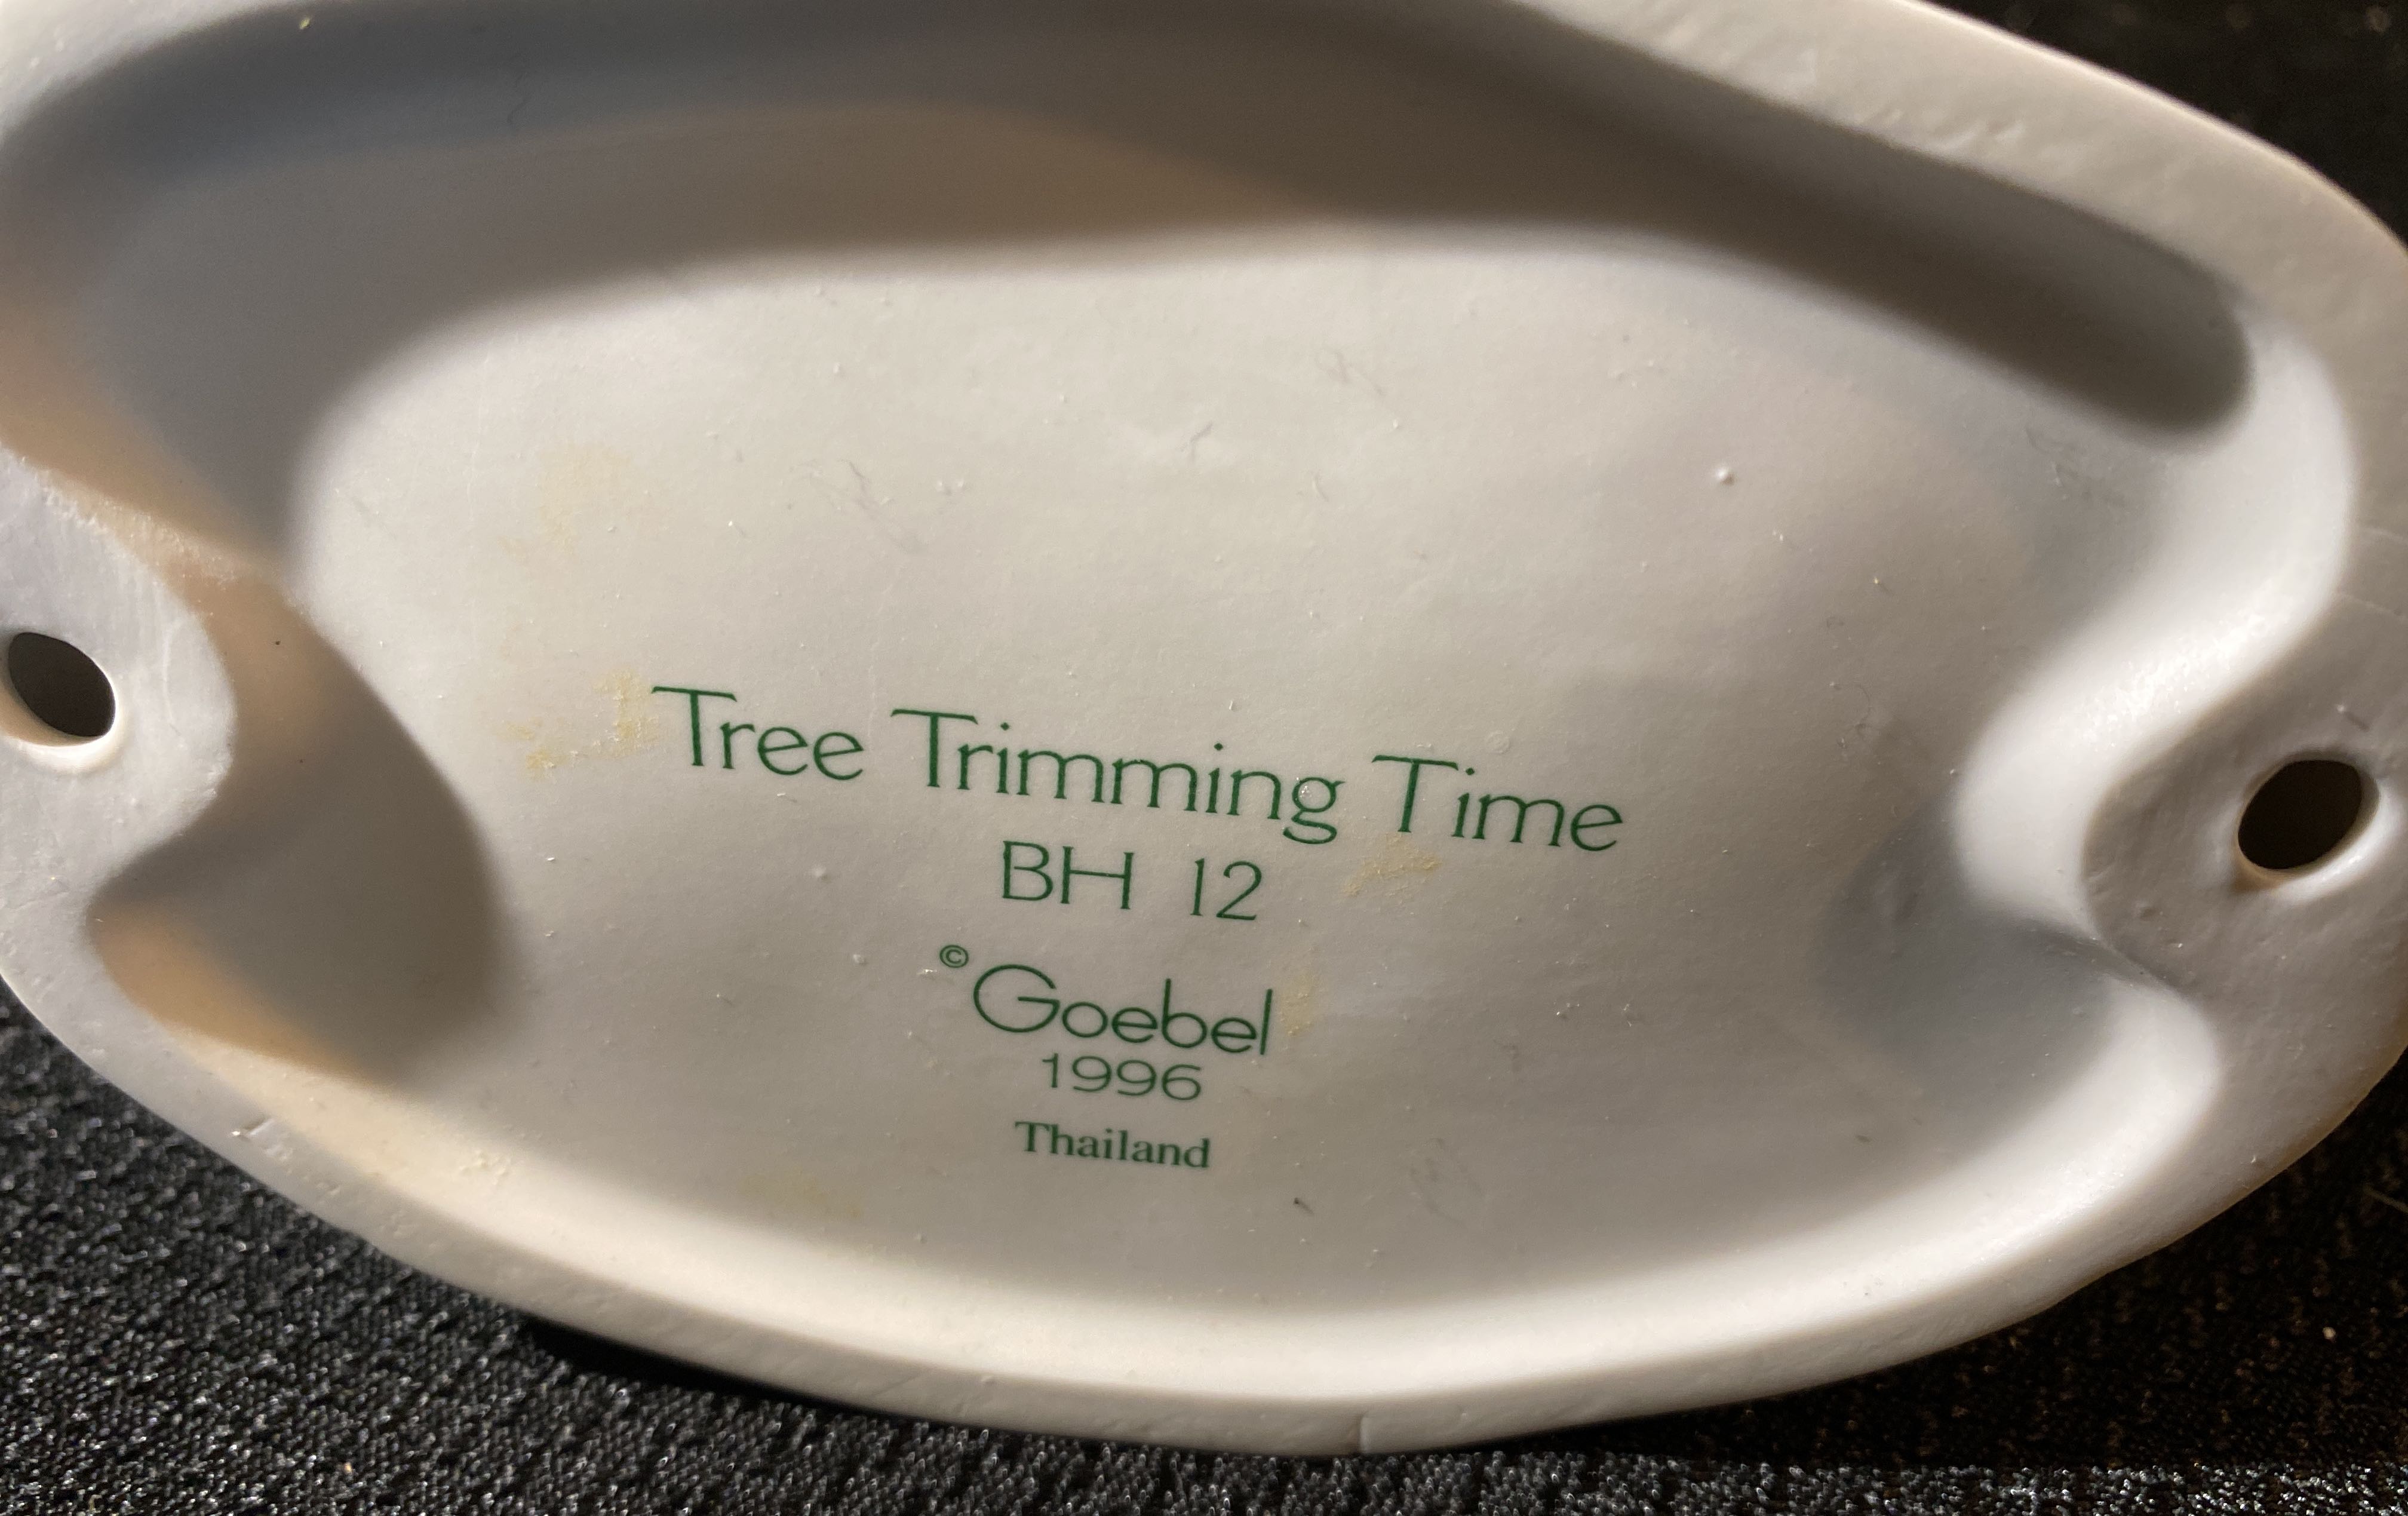 Tree Trimming Time
BH 12
©Goebel
1996
Thailand